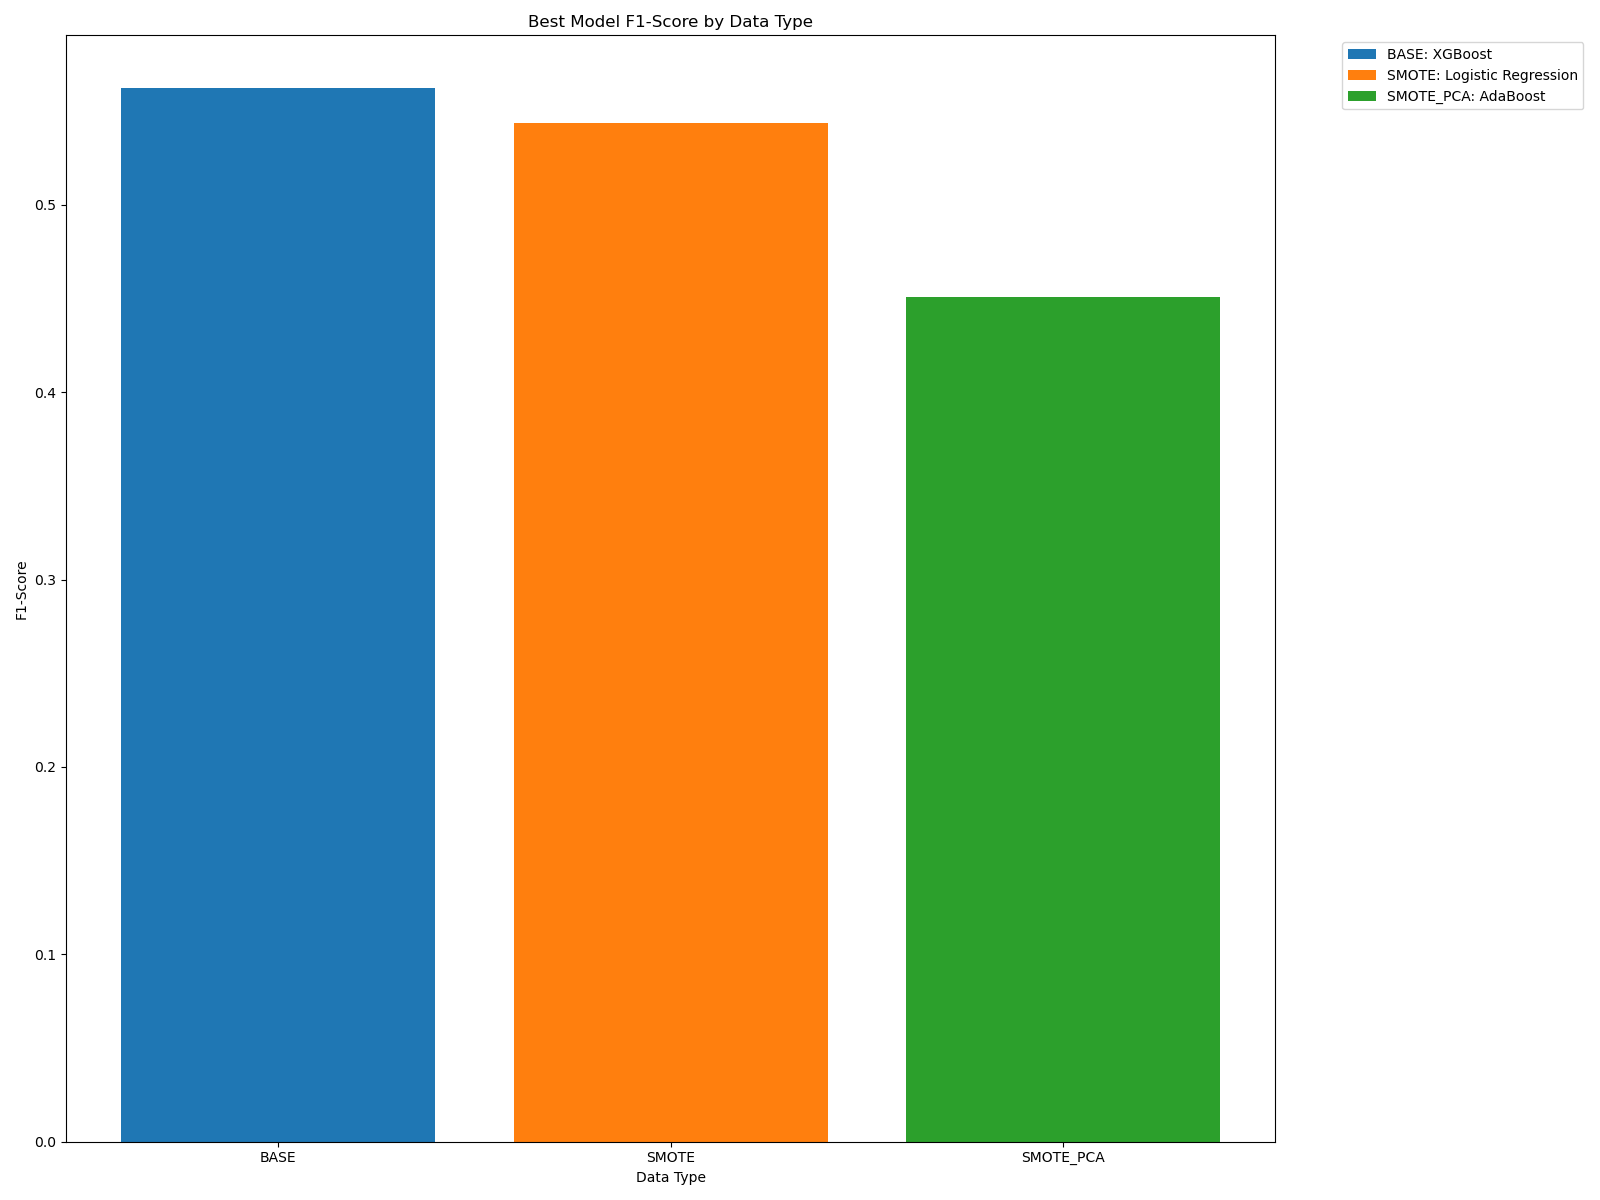 Best Model F1-Score by Data Type
BASE: XGBoost
SMOTE: Logistic Regression
SMOTE_PCA: AdaBoost
F1-Score
0.5
0.4
0.3
0.2
0.1
0.0
BASE
SMOTE
SMOTE_PCA
Data Type